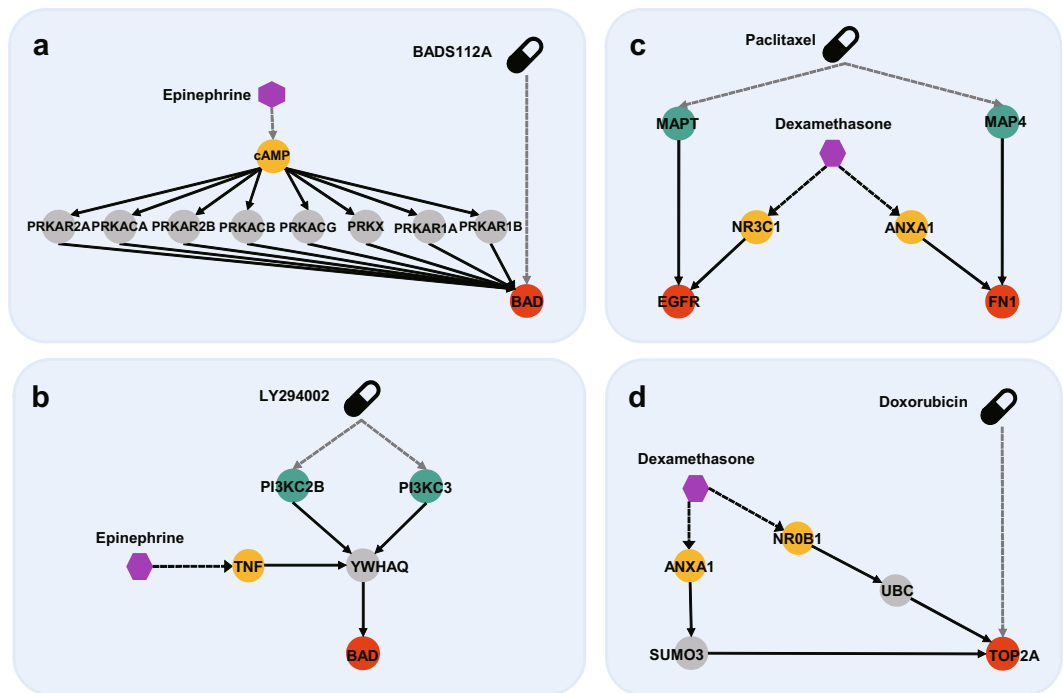 a
BADS112A
Epinephrine
cAMP
PRKAR2A PRKACA PRKAR2B PRKACB PRKACG PRKX PRKAR1A PRKAR1B
BAD
b
LY294002
PI3KC2B PI3KC3
Epinephrine
TNF YWHAQ
BAD
c
Paclitaxel
MAPT MAP4
Dexamethasone
NR3C1 ANXA1
EGFR FN1
d
Doxorubicin
Dexamethasone
NR0B1
ANXA1
UBC
SUMO3 TOP2A